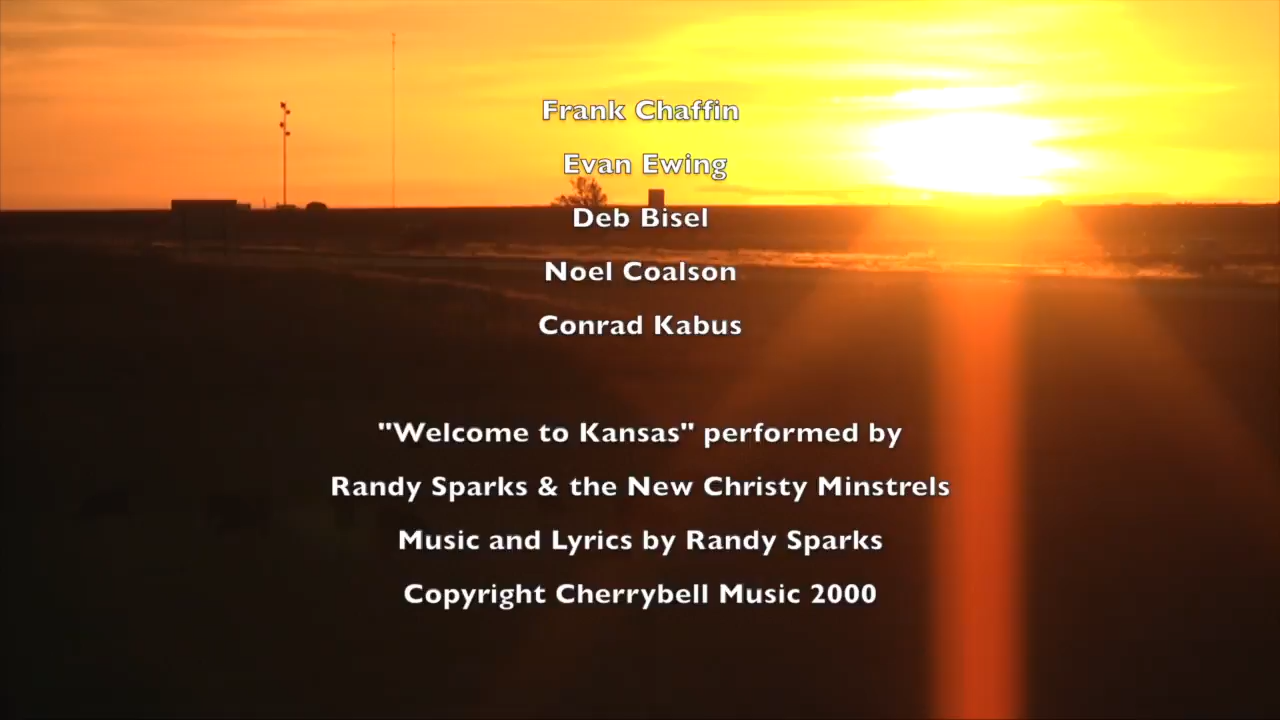 Frank Chaffin
Evan Ewing
Deb Bisel
Noel Coalson
Conrad Kabus
"Welcome to Kansas" performed by
Randy Sparks & the New Christy Minstrels
Music and Lyrics by Randy Sparks
Copyright Cherrybell Music 2000